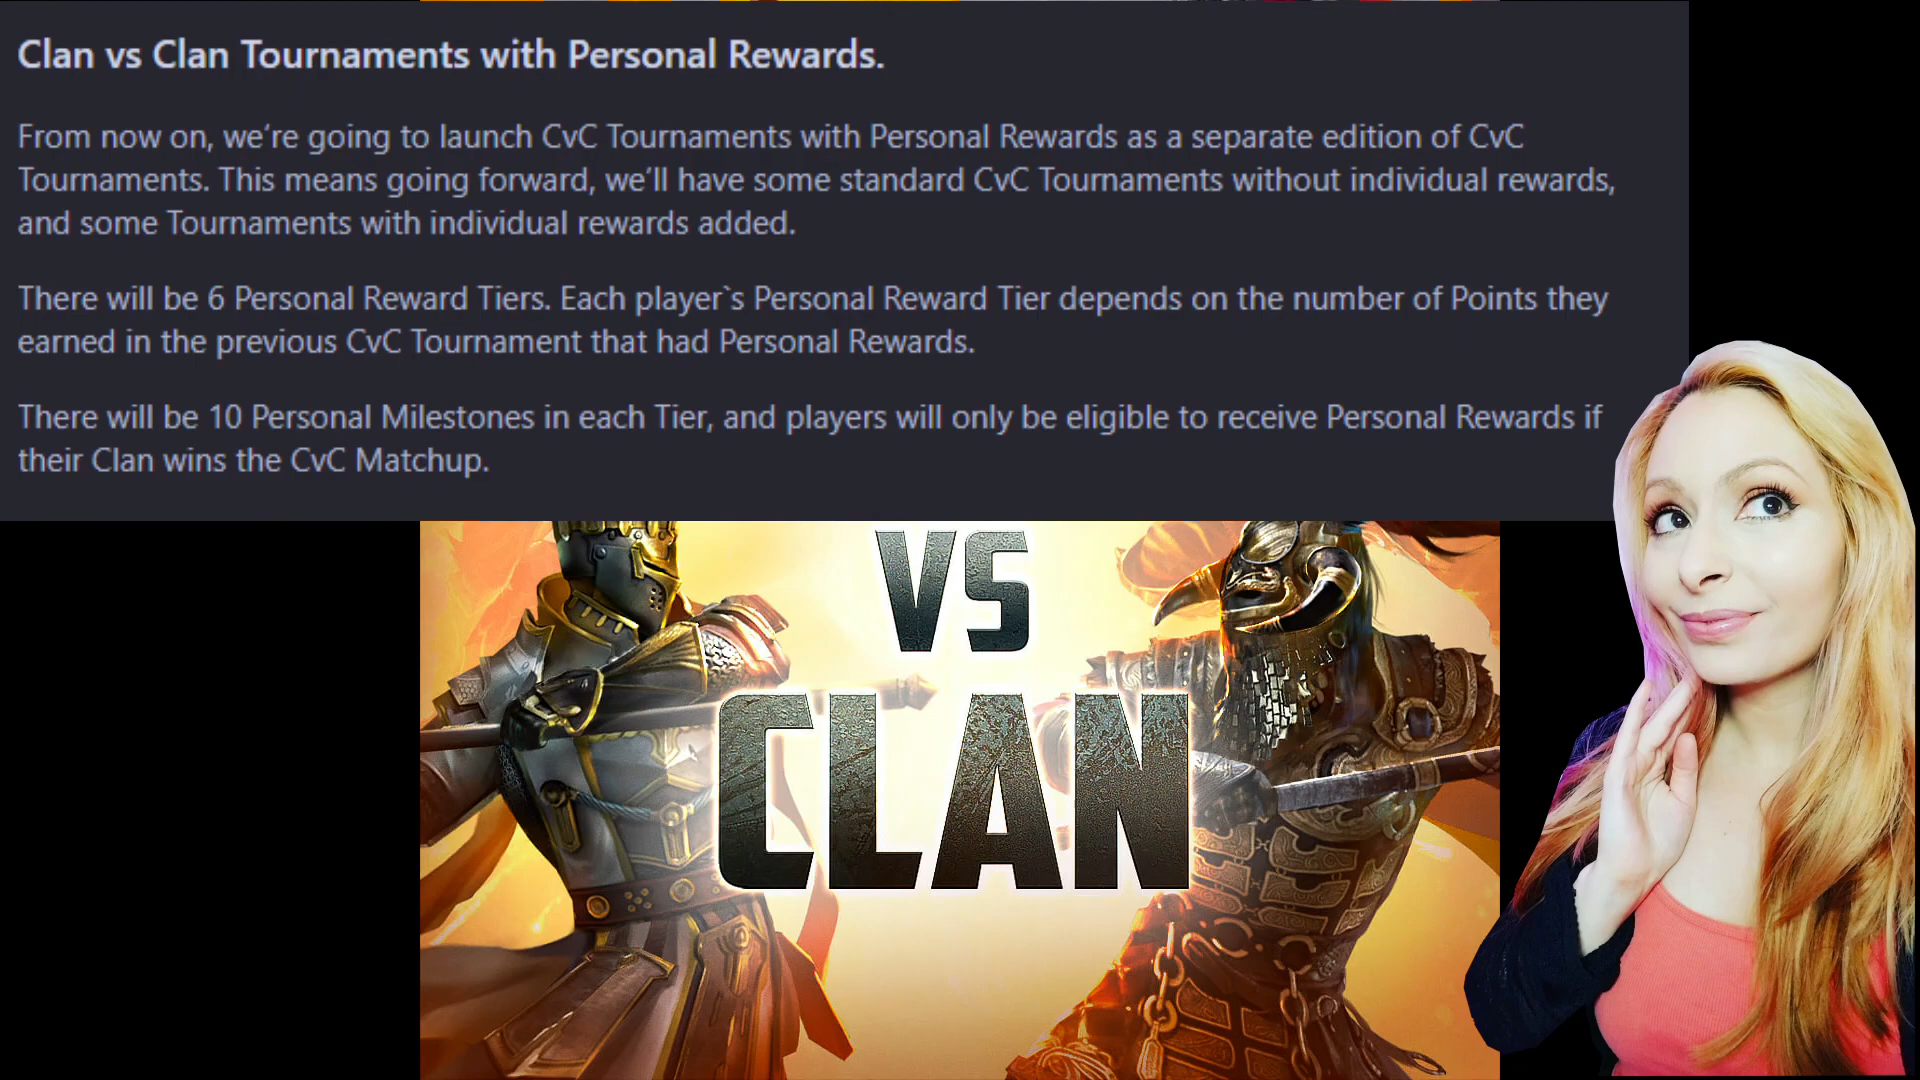 Clan vs Clan Tournaments with Personal Rewards.
From now on, we’re going to launch CvC Tournaments with Personal Rewards as a separate edition of CvC
Tournaments. This means going forward, we’ll have some standard CvC Tournaments without individual rewards,
and some Tournaments with individual rewards added.
There will be 6 Personal Reward Tiers. Each player`s Personal Reward Tier depends on the number of Points they
earned in the previous CvC Tournament that had Personal Rewards.
There will be 10 Personal Milestones in each Tier, and players will only be eligible to receive Personal Rewards if
their Clan wins the CvC Matchup.
VS
CLAN